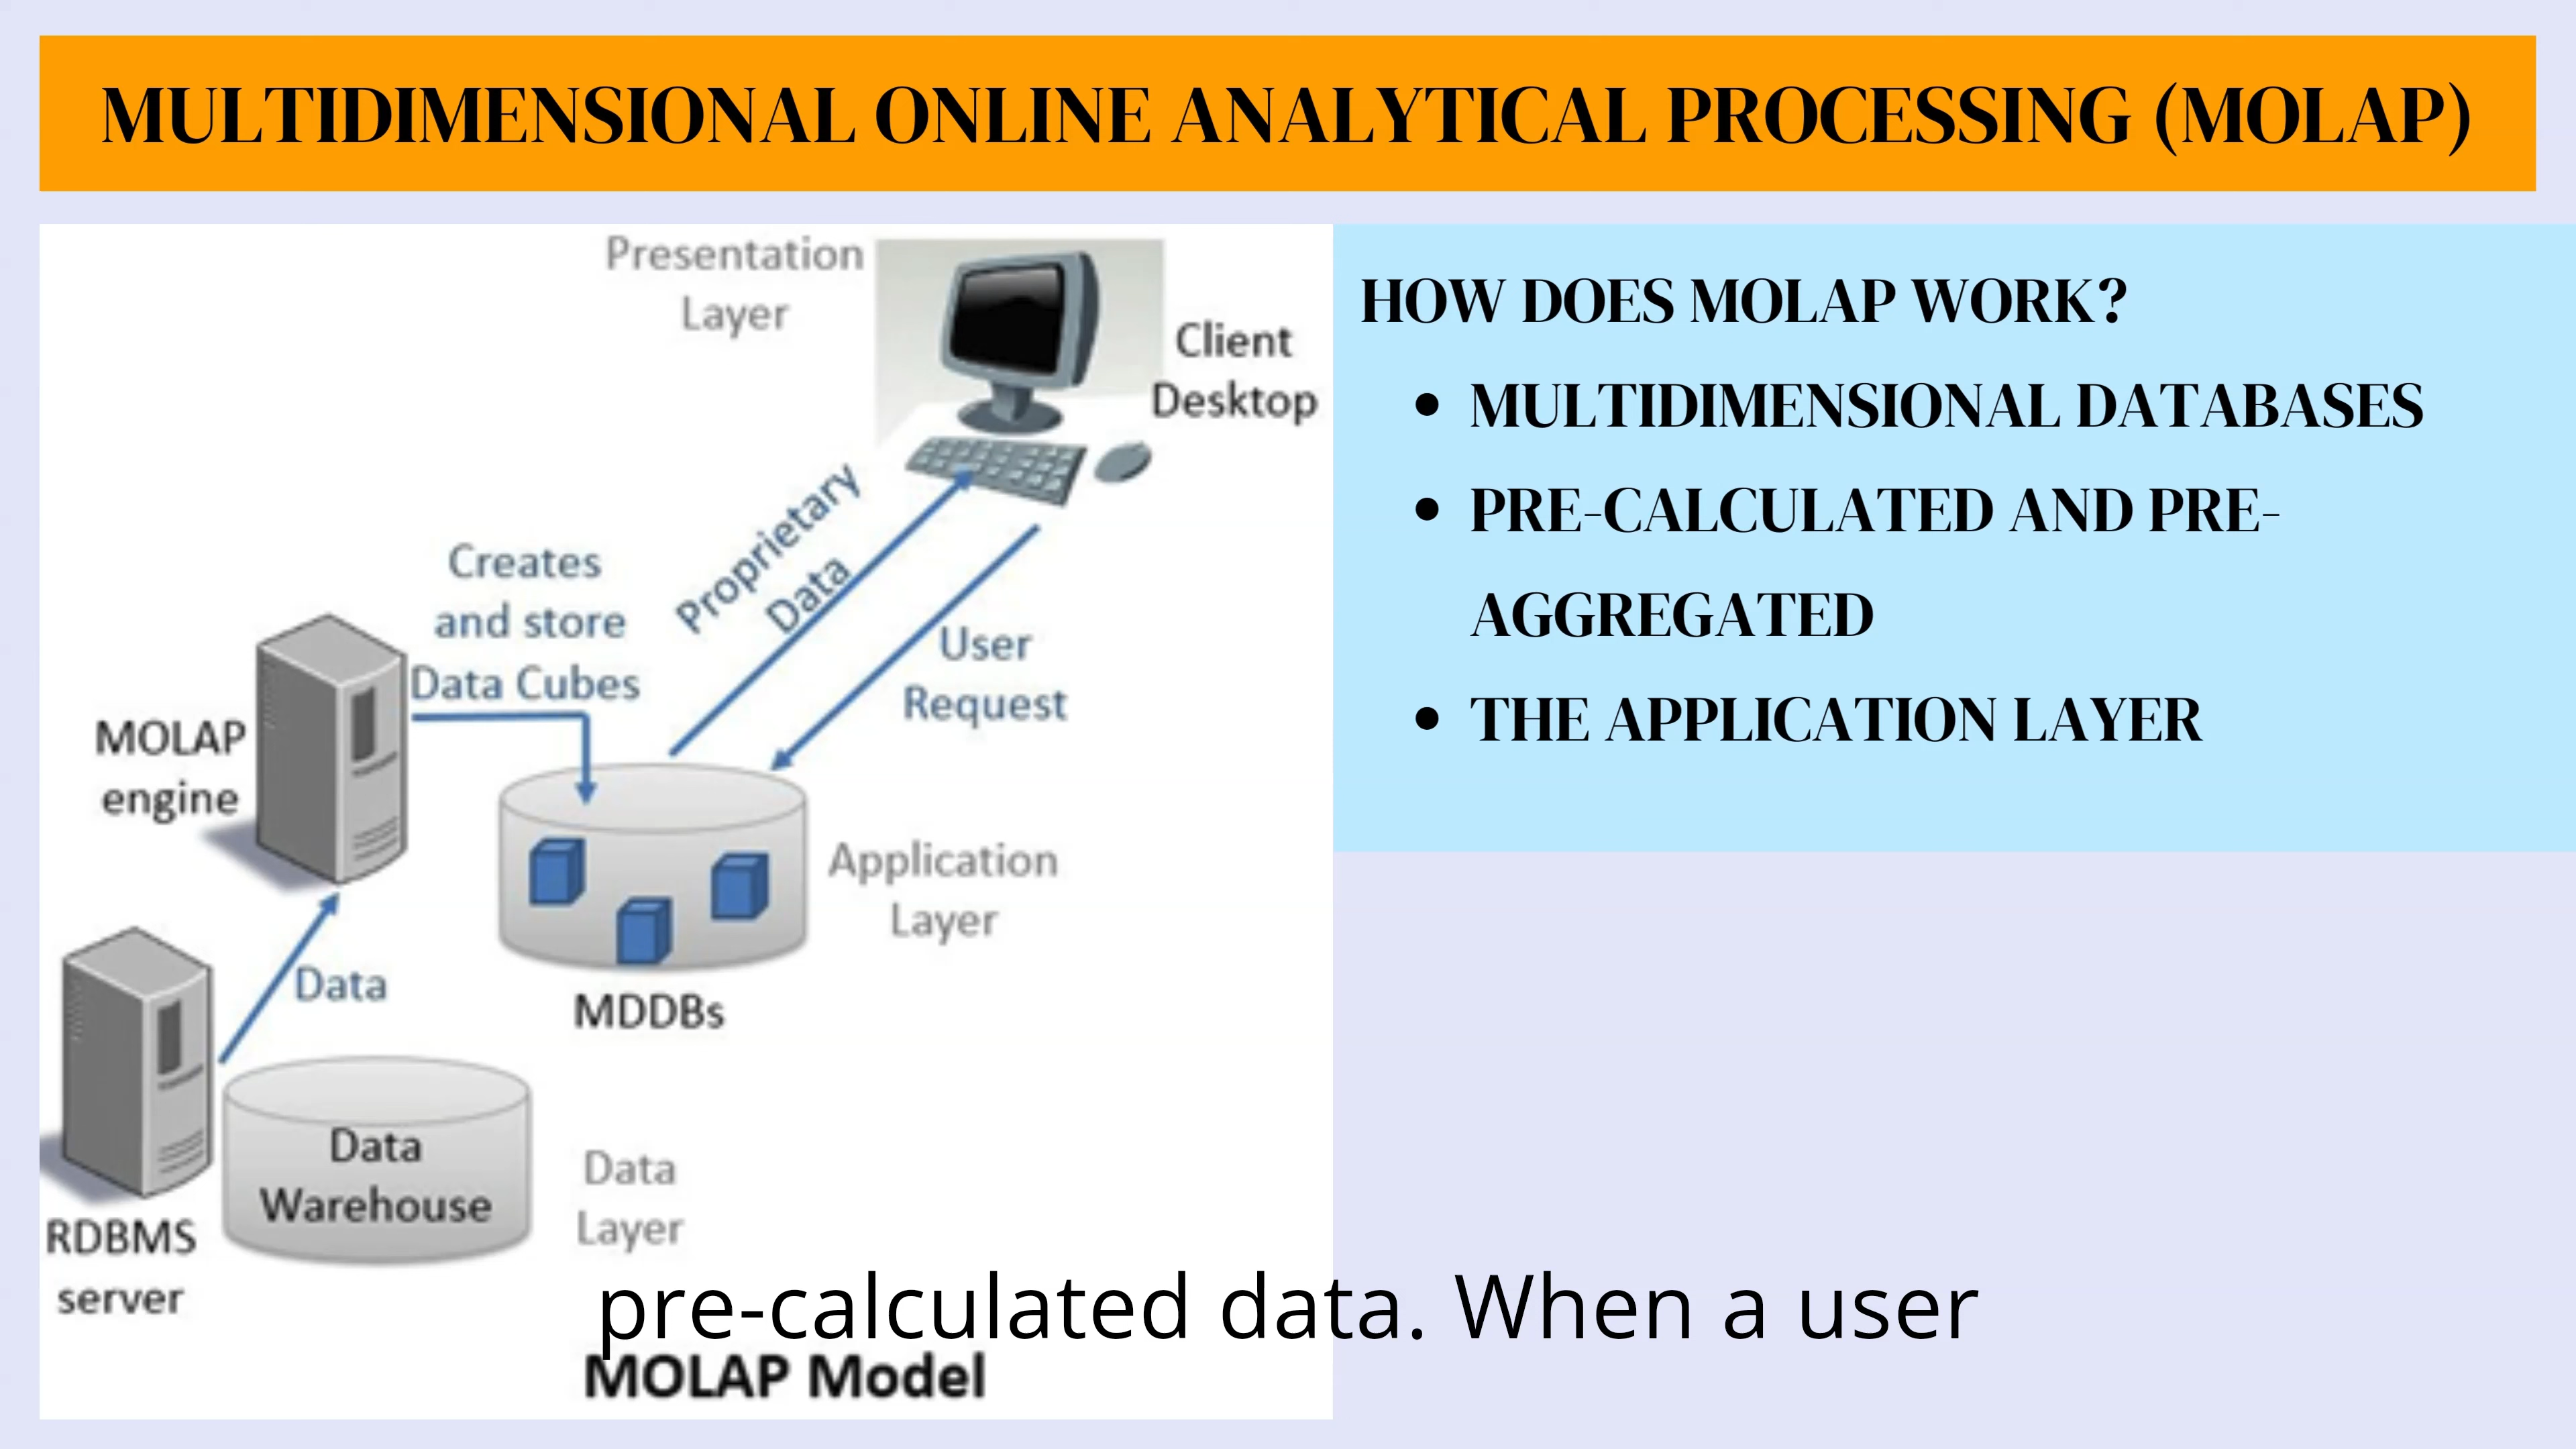 MULTIDIMENSIONAL ONLINE ANALYTICAL PROCESSING (MOLAP)
Presentation
Layer
Client
Desktop
Proprietary
Data
User
Request
Creates
and store
Data Cubes
MOLAP
engine
Application
Layer
MDDBs
Data
Data
Warehouse
Data
Layer
RDBMS
server
MOLAP Model
HOW DOES MOLAP WORK?
• MULTIDIMENSIONAL DATABASES
• PRE-CALCULATED AND PRE-
AGGREGATED
• THE APPLICATION LAYER
pre-calculated data. When a user